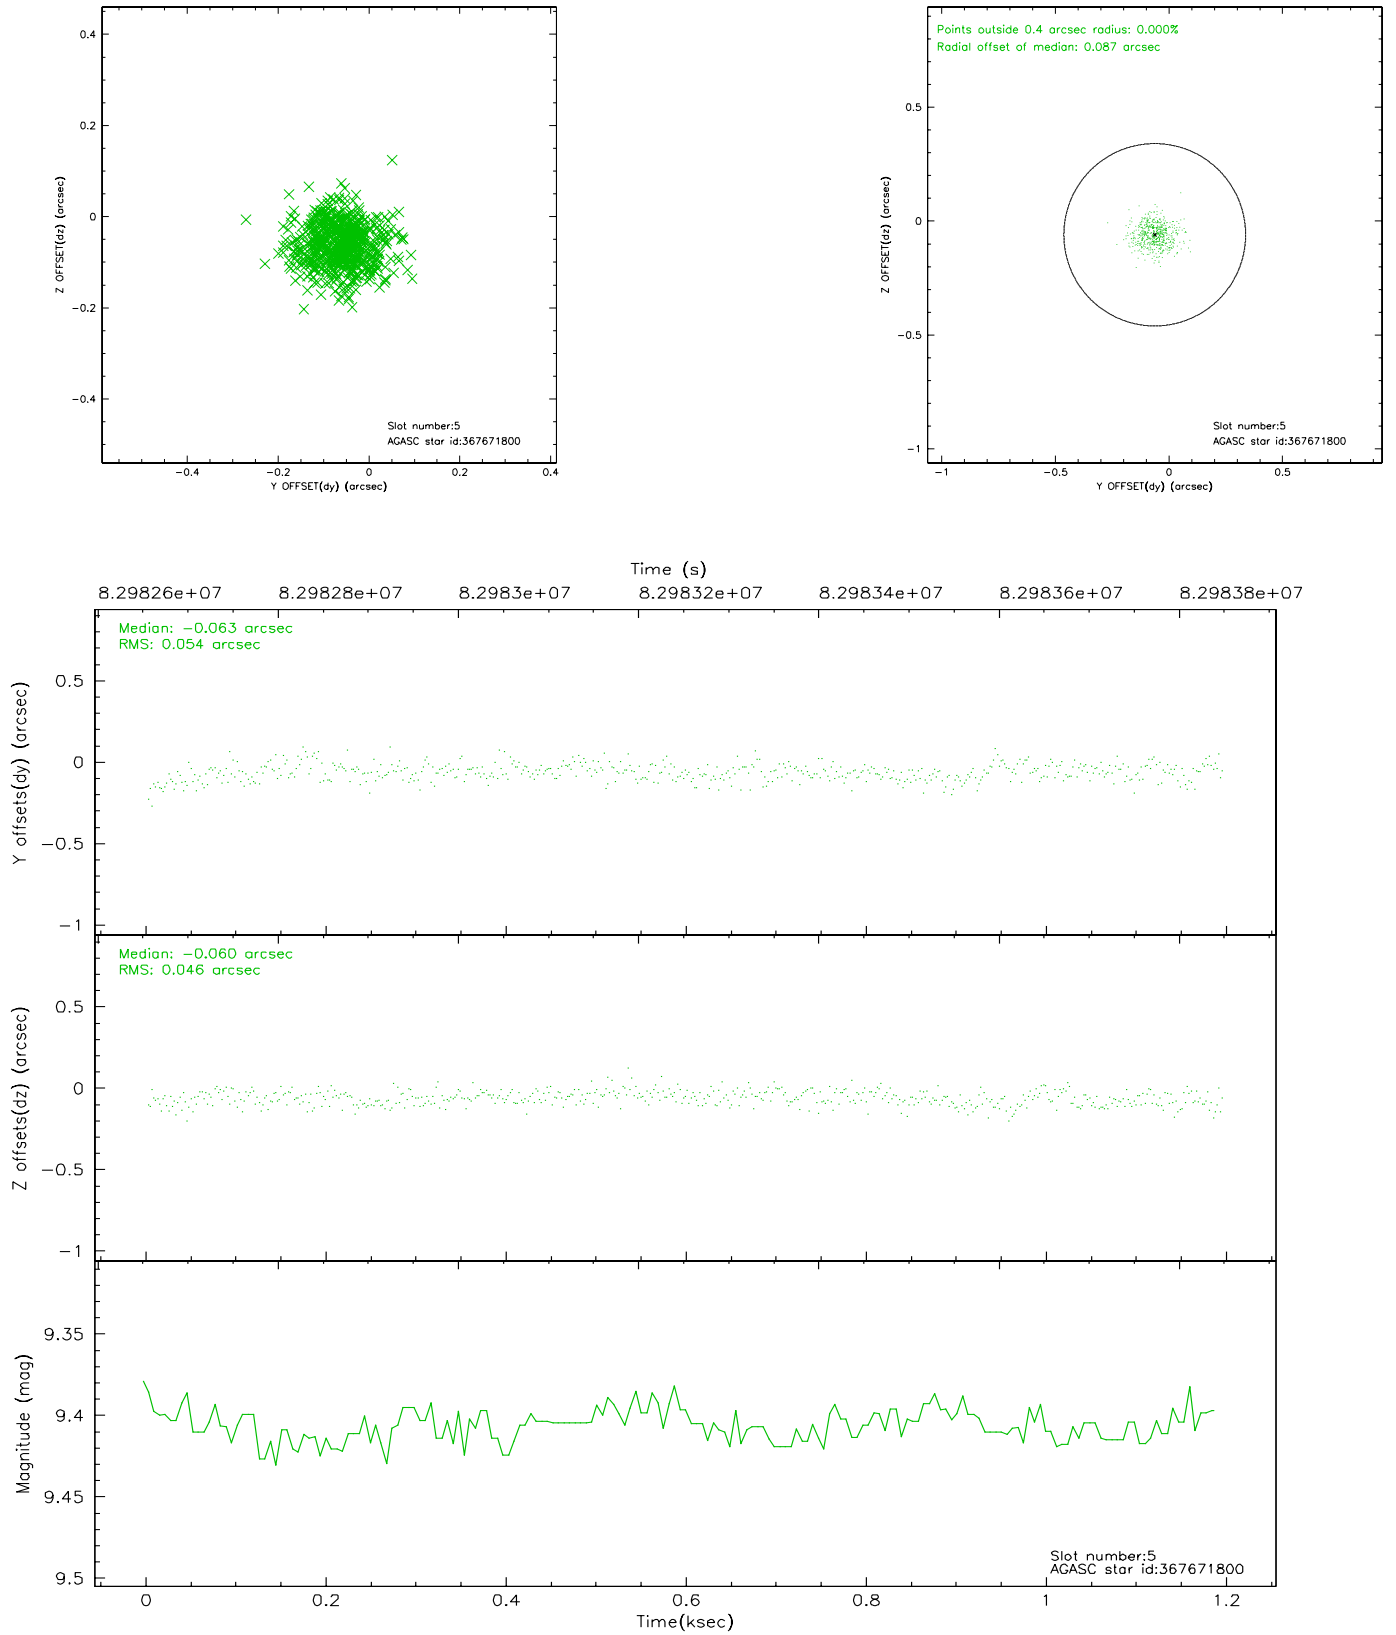 0.4
0.2
0
−0.2
−0.4
Z OFFSET(dz) (arcsec)
Slot number:5
AGASC star id:367671800
−0.4 −0.2 0 0.2 0.4
Y OFFSET(dy) (arcsec)
Points outside 0.4 arcsec radius: 0.000%
Radial offset of median: 0.087 arcsec
0.5
0
−0.5
−1
Z OFFSET(dz) (arcsec)
Slot number:5
AGASC star id:367671800
−1 −0.5 0 0.5
Y OFFSET(dy) (arcsec)
Time (s)
8.29826e+07 8.29828e+07 8.2983e+07 8.29832e+07 8.29834e+07 8.29836e+07 8.29838e+07
Median: −0.063 arcsec
RMS: 0.054 arcsec
0.5
0
−0.5
−1
Y offsets(dy) (arcsec)
Median: −0.060 arcsec
RMS: 0.046 arcsec
0.5
0
−0.5
−1
Z offsets(dz) (arcsec)
9.35
9.4
9.45
9.5
Magnitude (mag)
Slot number:5
AGASC star id:367671800
0 0.2 0.4 0.6 0.8 1 1.2
Time(ksec)